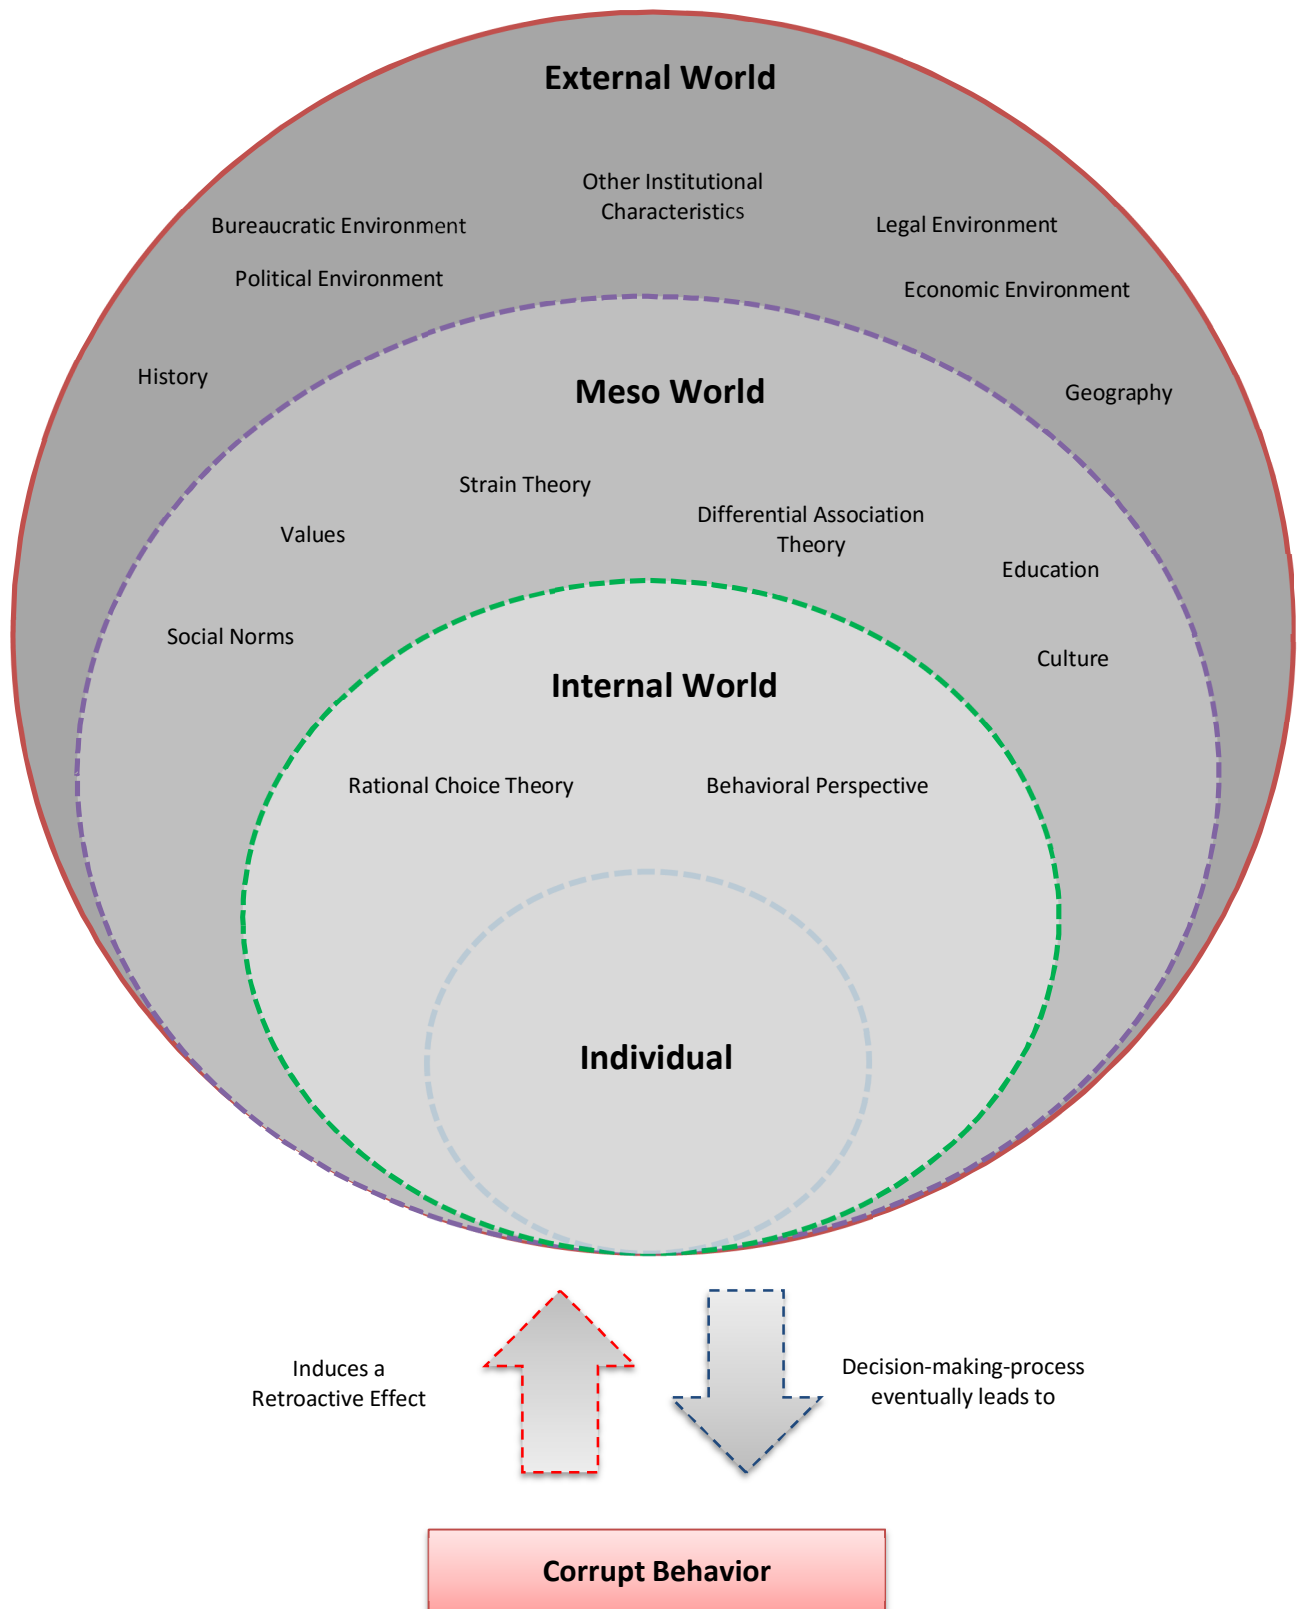 External World
Other Institutional
Characteristics
Bureaucratic Environment
Legal Environment
Political Environment
Economic Environment
History
Geography
Meso World
Strain Theory
Differential Association
Theory
Values
Education
Social Norms
Culture
Internal World
Rational Choice Theory
Behavioral Perspective
Individual
Induces a
Retroactive Effect
Decision-making-process
eventually leads to
Corrupt Behavior